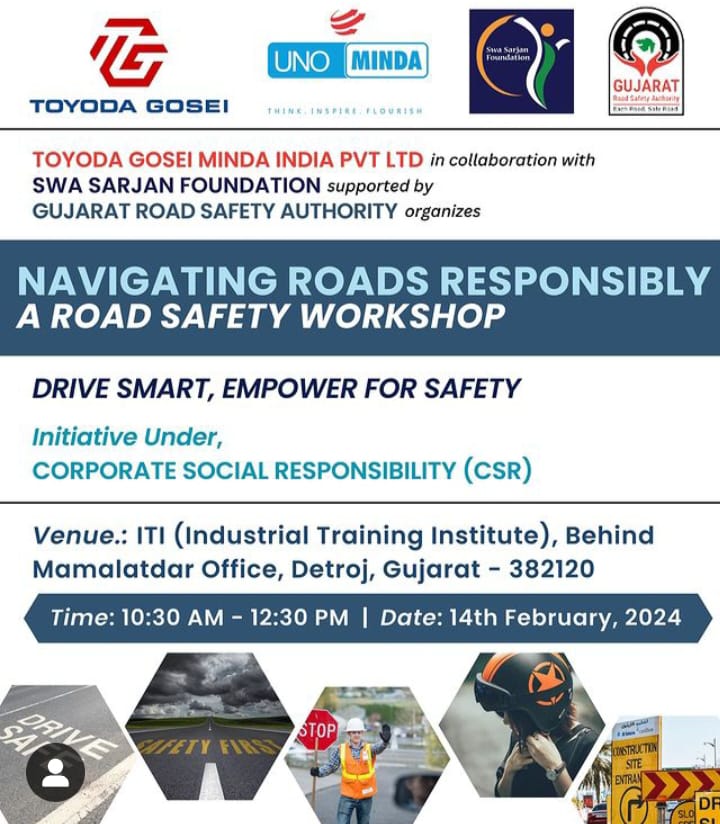 TOYODA GOSEI
UNO MINDA
THINK. INSPIRE. FLOURISH
Swa Sarjan
Foundation
GUJARAT
Road Safety Authority
Each Road, Safe Road
TOYODA GOSEI MINDA INDIA PVT LTD in collaboration with
SWA SARJAN FOUNDATION supported by
GUJARAT ROAD SAFETY AUTHORITY organizes
NAVIGATING ROADS RESPONSIBLY
A ROAD SAFETY WORKSHOP
DRIVE SMART, EMPOWER FOR SAFETY
Initiative Under,
CORPORATE SOCIAL RESPONSIBILITY (CSR)
Venue.: ITI (Industrial Training Institute), Behind
Mamalatdar Office, Detroj, Gujarat - 382120
Time: 10:30 AM - 12:30 PM | Date: 14th February, 2024
DRIVE
SAFETY FIRST
STOP
CONSTRUCTION
SITE